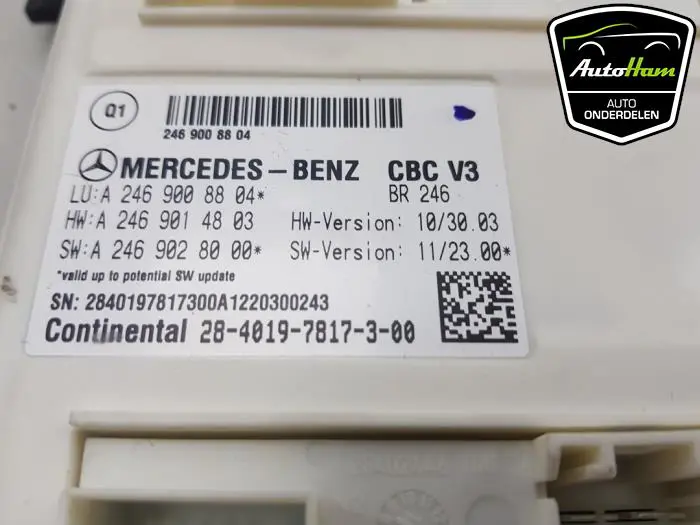 AutoHam
AUTO
ONDERDELEN
Q1
246 900 88 04
MERCEDES-BENZ CBC V3
LU:A 246 900 88 04* BR 246
HW:A 246 901 48 03 HW-Version: 10/30.03
SW:A 246 902 80 00* SW-Version: 11/23.00*
*valid up to potential SW update
SN: 2840197817300A1220300243
Continental 28-4019-7817-3-00